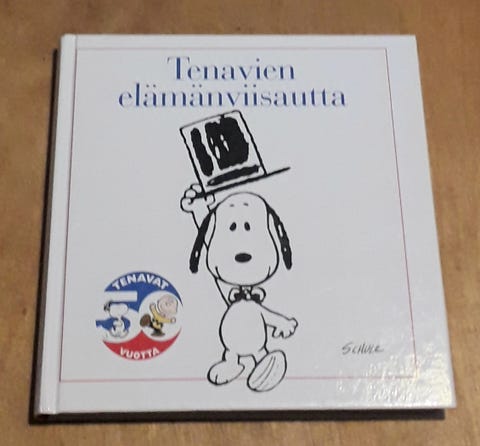 Tenavien
elämänviisautta
TENAVAT
50
VUOTTA
SCHULZ